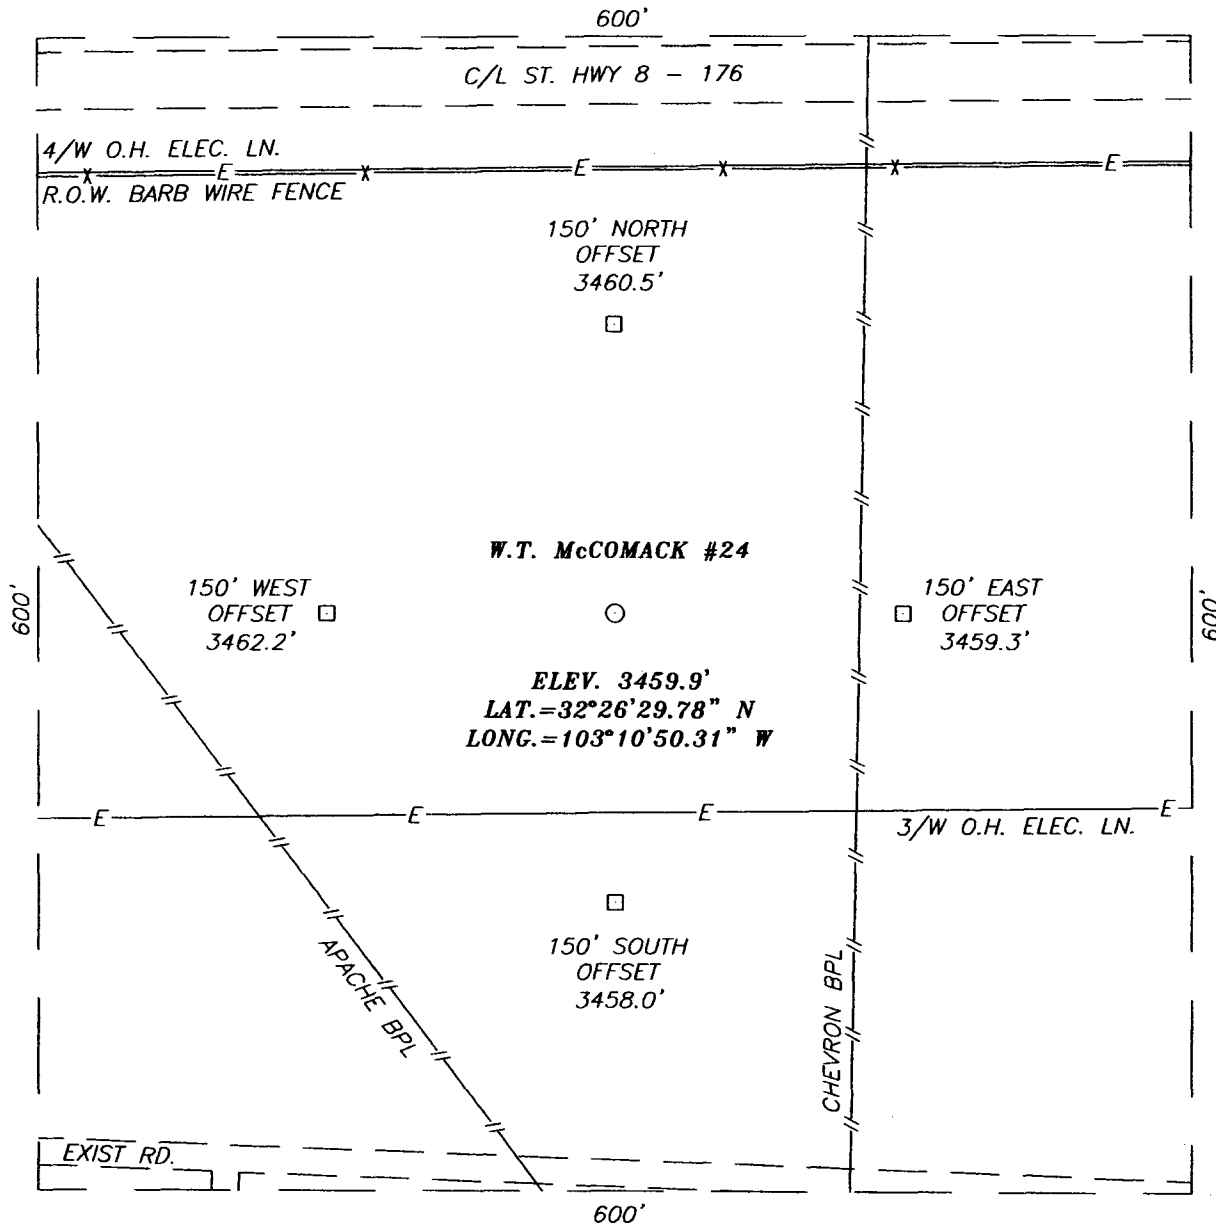 600'
C/L ST. HWY 8 - 176
4/W O.H. ELEC. LN.
E E E
X X X X
R.O.W. BARB WIRE FENCE
150' NORTH
OFFSET
3460.5'
W.T. McCOMACK #24
600'
150' WEST
OFFSET
3462.2'
150' EAST
OFFSET
3459.3'
600'
ELEV. 3459.9'
LAT.=32°26'29.78" N
LONG.=103°10'50.31" W
E E E E
3/W O.H. ELEC. LN.
150' SOUTH
OFFSET
3458.0'
APACHE BPL
CHEVRON BPL
EXIST RD.
600'